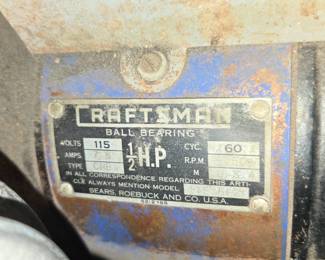 CRAFTSMAN
BALL BEARING
VOLTS 115 1/2 H.P. CYC. 60
AMPS R.P.M.
TYPE M
IN ALL CORRESPONDENCE REGARDING THIS ARTI-
CLE ALWAYS MENTION MODEL
SEARS, ROEBUCK AND CO. U.S.A.